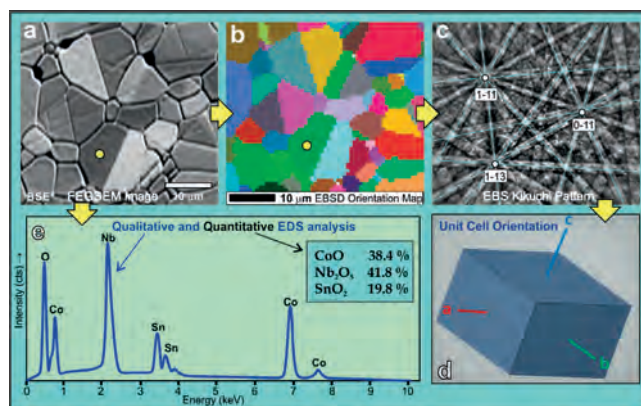 a
BSE FEGSEM Image
b
10 µm EBSD Orientation Map
c
1-11
0-11
1-13
EBS Kikuchi Pattern
Qualitative and Quantitative EDS analysis
CoO 38.4 %
Nb₂O₅ 41.8 %
SnO₂ 19.8 %
Intensity (cts) →
O
Co
Nb
Sn
Sn
Co
Co
0 1 2 3 4 5 6 7 8 9 10
Energy (keV)
Unit Cell Orientation
c
a
b
d